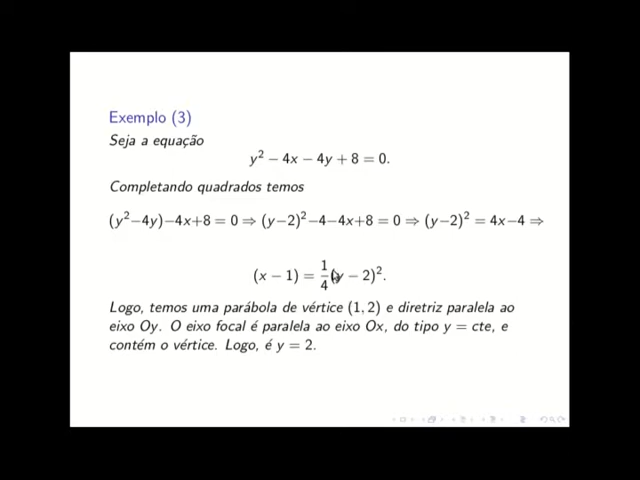 Exemplo (3)
Seja a equação
y² − 4x − 4y + 8 = 0.
Completando quadrados temos
(y²−4y)−4x+8 = 0 ⇒ (y−2)²−4−4x+8 = 0 ⇒ (y−2)² = 4x−4 ⇒
(x − 1) = 1/4 (y − 2)².
Logo, temos uma parábola de vértice (1, 2) e diretriz paralela ao
eixo Oy. O eixo focal é paralela ao eixo Ox, do tipo y = cte, e
contém o vértice. Logo, é y = 2.